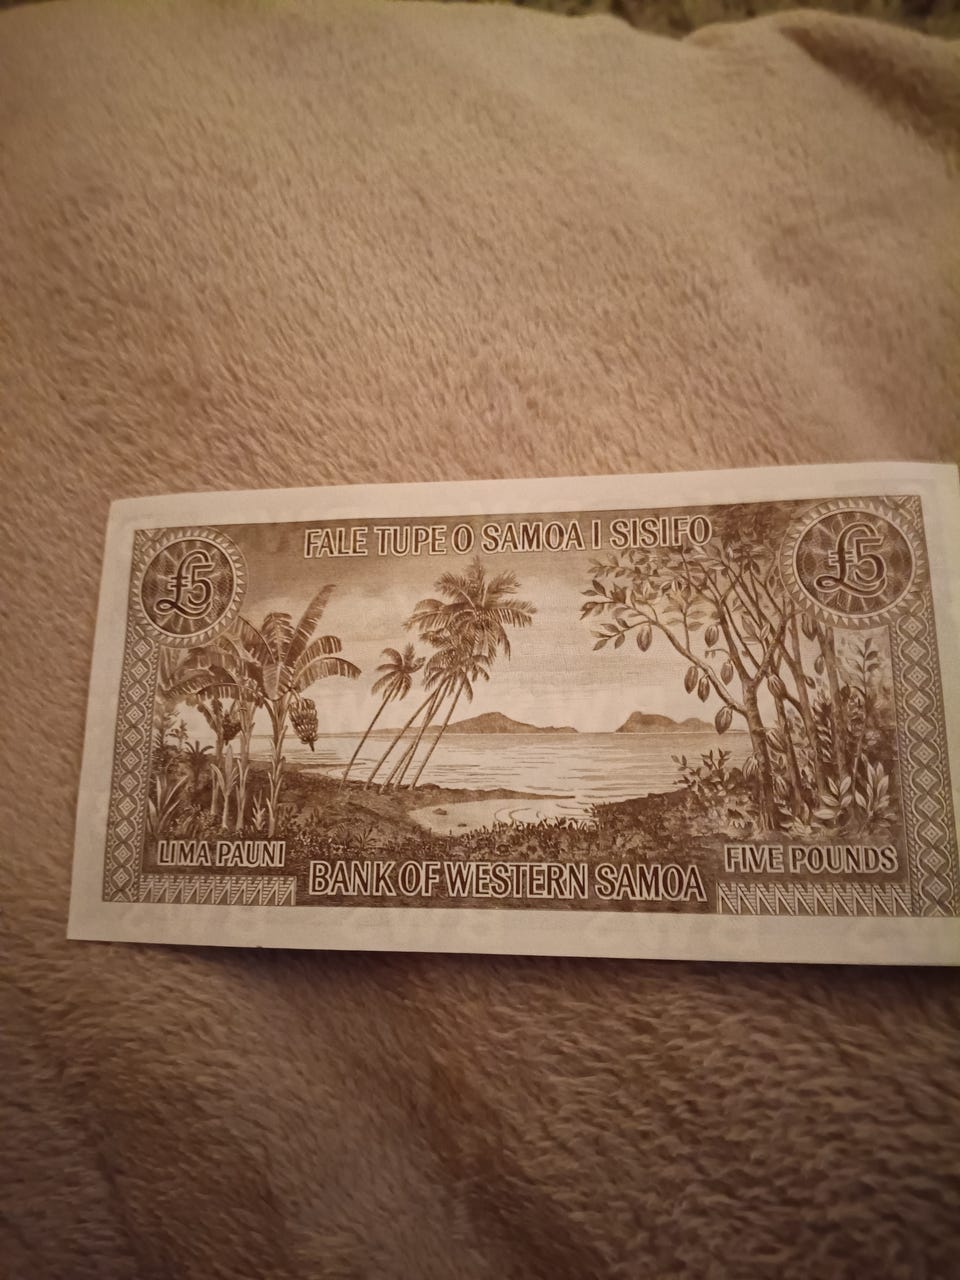 FALE TUPE O SAMOA I SISIFO
£5
£5
LIMA PAUNI
FIVE POUNDS
BANK OF WESTERN SAMOA